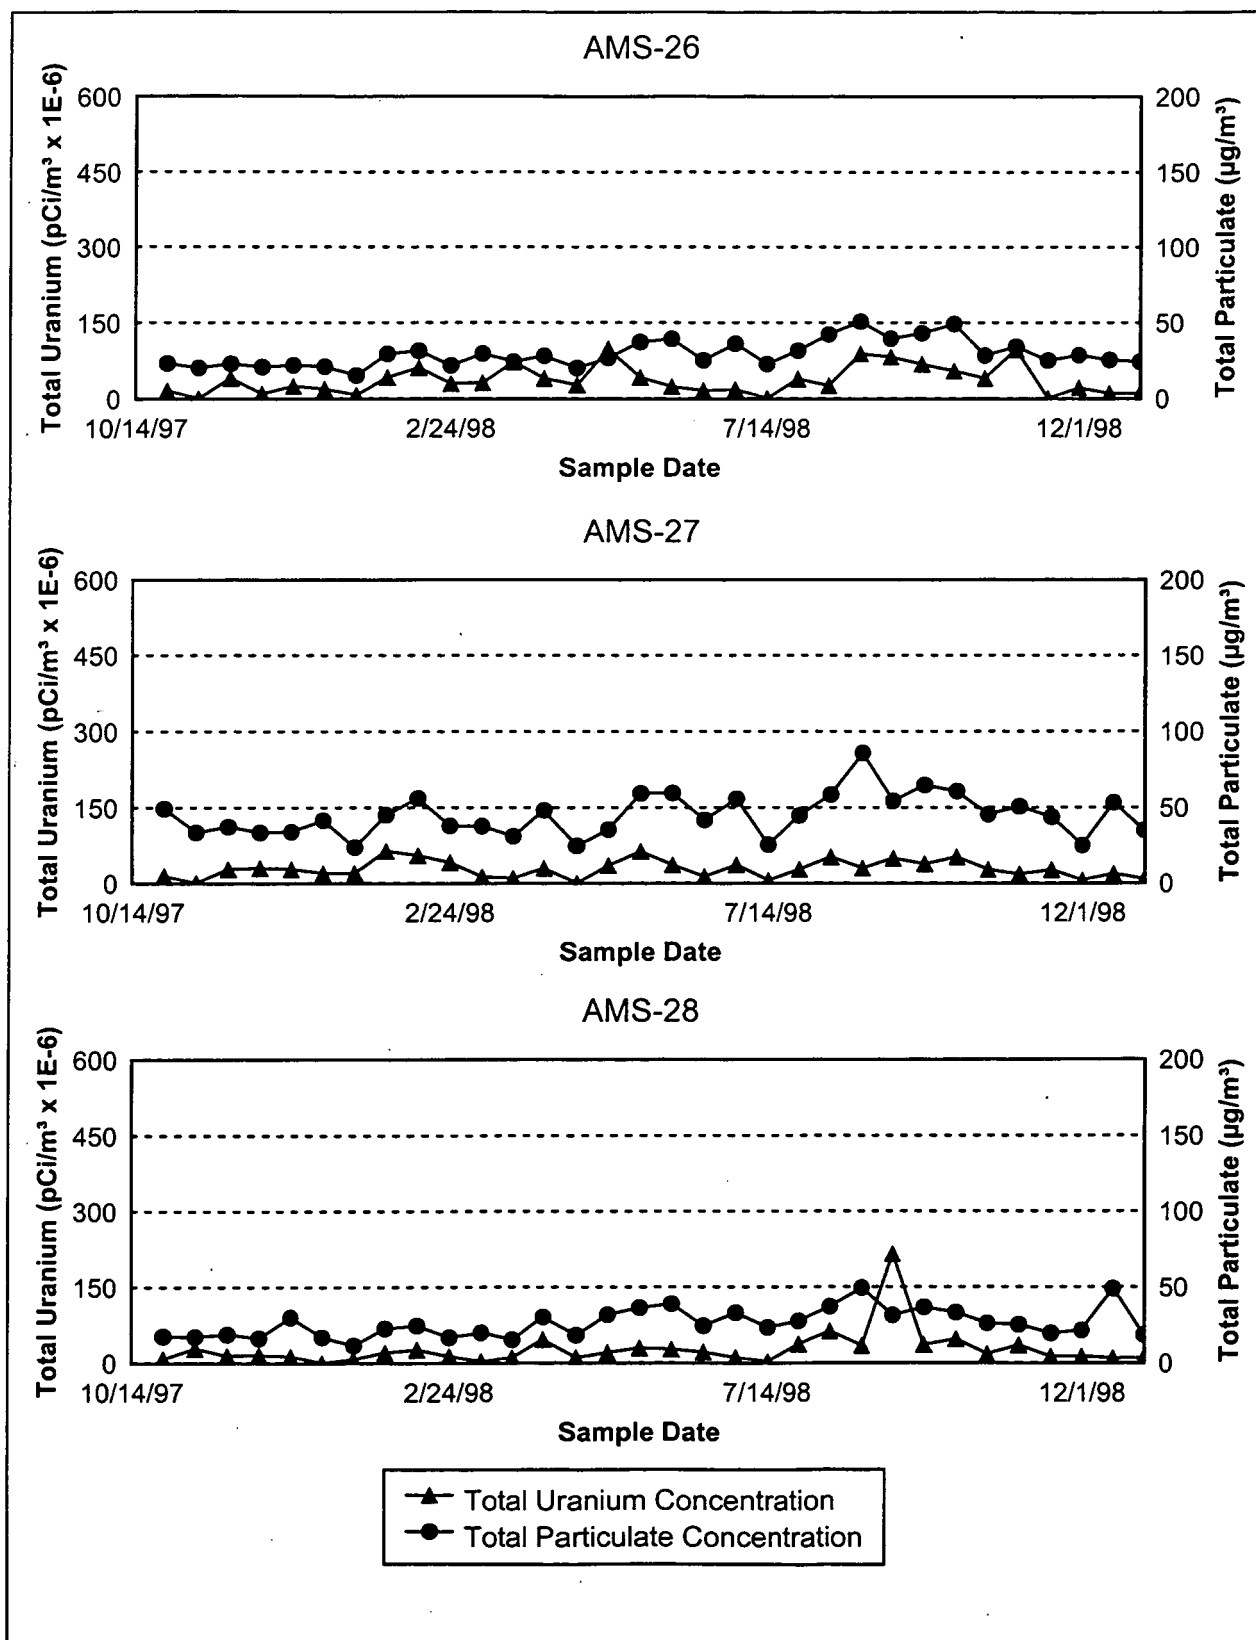 AMS-26
Total Uranium (pCi/m³ x 1E-6)
600
450
300
150
0
200
150
100
50
0
Total Particulate (µg/m³)
10/14/97 2/24/98 7/14/98 12/1/98
Sample Date
AMS-27
Total Uranium (pCi/m³ x 1E-6)
600
450
300
150
0
200
150
100
50
0
Total Particulate (µg/m³)
10/14/97 2/24/98 7/14/98 12/1/98
Sample Date
AMS-28
Total Uranium (pCi/m³ x 1E-6)
600
450
300
150
0
200
150
100
50
0
Total Particulate (µg/m³)
10/14/97 2/24/98 7/14/98 12/1/98
Sample Date
Total Uranium Concentration
Total Particulate Concentration